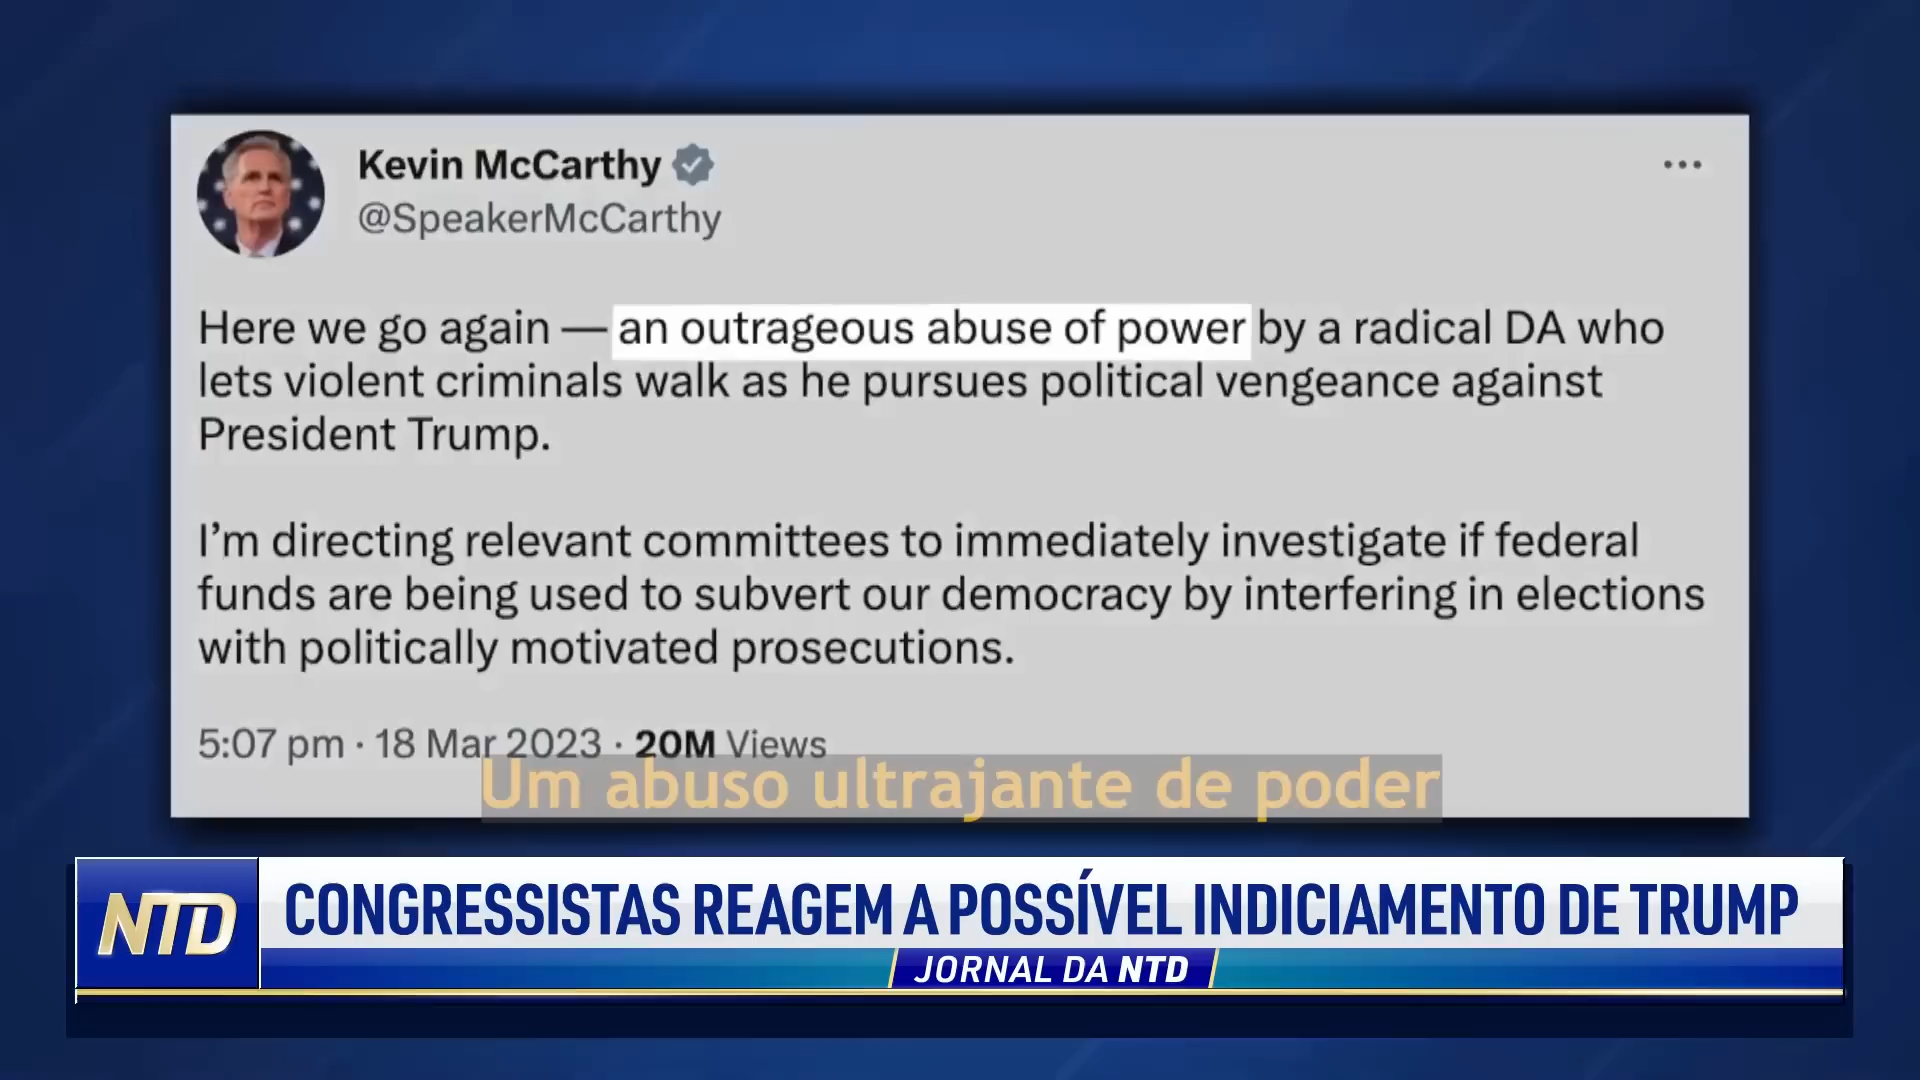 Kevin McCarthy
@SpeakerMcCarthy
Here we go again — an outrageous abuse of power by a radical DA who
lets violent criminals walk as he pursues political vengeance against
President Trump.
I’m directing relevant committees to immediately investigate if federal
funds are being used to subvert our democracy by interfering in elections
with politically motivated prosecutions.
5:07 pm · 18 Mar 2023 · 20M Views
Um abuso ultrajante de poder
NTD
CONGRESSISTAS REAGEM A POSSÍVEL INDICIAMENTO DE TRUMP
JORNAL DA NTD